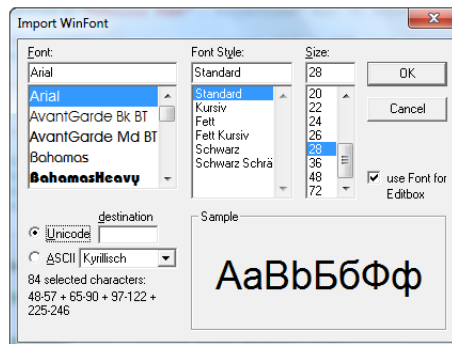 Import WinFont
Font:
Font Style:
Size:
Arial
Standard
28
OK
Arial
AvantGarde Bk BT
AvantGarde Md BT
Bahamas
BahamasHeavy
Standard
Kursiv
Fett
Fett Kursiv
Schwarz
Schwarz Schrä
20
22
24
26
28
36
48
72
Cancel
use Font for
Editbox
destination
Unicode
ASCII
Kyrillisch
84 selected characters:
48-57 + 65-90 + 97-122 +
225-246
Sample
AaBbБбФф